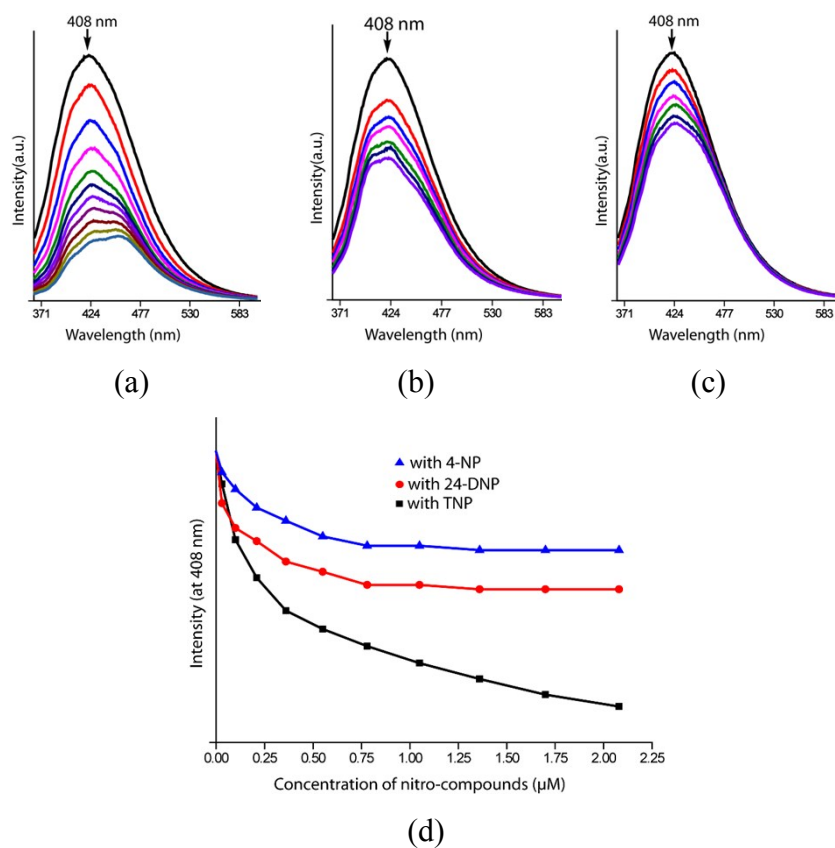 408 nm
408 nm
408 nm
Intensity(a.u.)
Intensity(a.u.)
Intensity(a.u.)
371 424 477 530 583
371 424 477 530 583
371 424 477 530 583
Wavelength (nm)
Wavelength (nm)
Wavelength (nm)
(a)
(b)
(c)
with 4-NP
with 24-DNP
with TNP
Intensity (at 408 nm)
0.00 0.25 0.50 0.75 1.00 1.25 1.50 1.75 2.00 2.25
Concentration of nitro-compounds (µM)
(d)